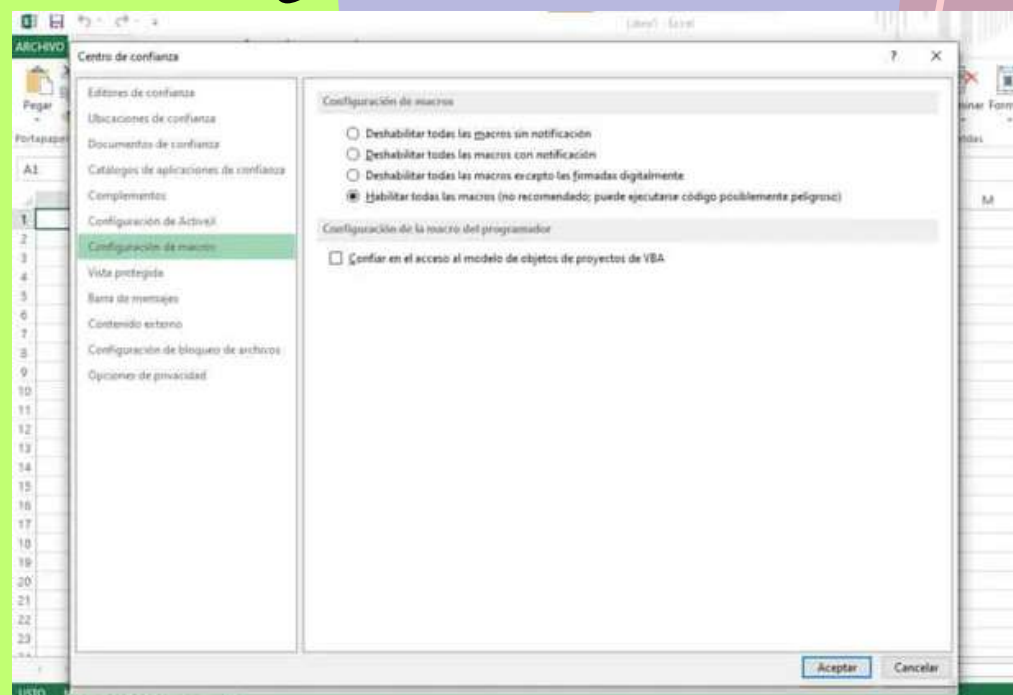 ARCHIVO
Centro de confianza
?
Pegar
A1
M
Editores de confianza
Ubicaciones de confianza
Documentos de confianza
Catálogos de aplicaciones de confianza
Complementos
Configuración de ActiveX
Configuración de macros
Vista protegida
Barra de mensajes
Contenido externo
Configuración de bloqueo de archivos
Opciones de privacidad
Configuración de macros
Deshabilitar todas las macros sin notificación
Deshabilitar todas las macros con notificación
Deshabilitar todas las macros excepto las firmadas digitalmente
Habilitar todas las macros (no recomendado; puede ejecutarse código posiblemente peligroso)
Configuración de la macro del programador
Confiar en el acceso al modelo de objetos de proyectos de VBA
1
2
3
4
5
6
7
8
9
10
11
12
13
14
15
16
17
18
19
20
21
22
23
Aceptar Cancelar